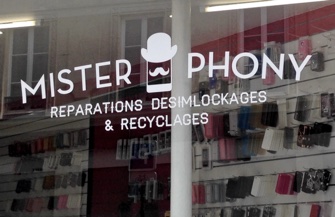 MISTER PHONY
REPARATIONS DESIMLOCKAGES
& RECYCLAGES